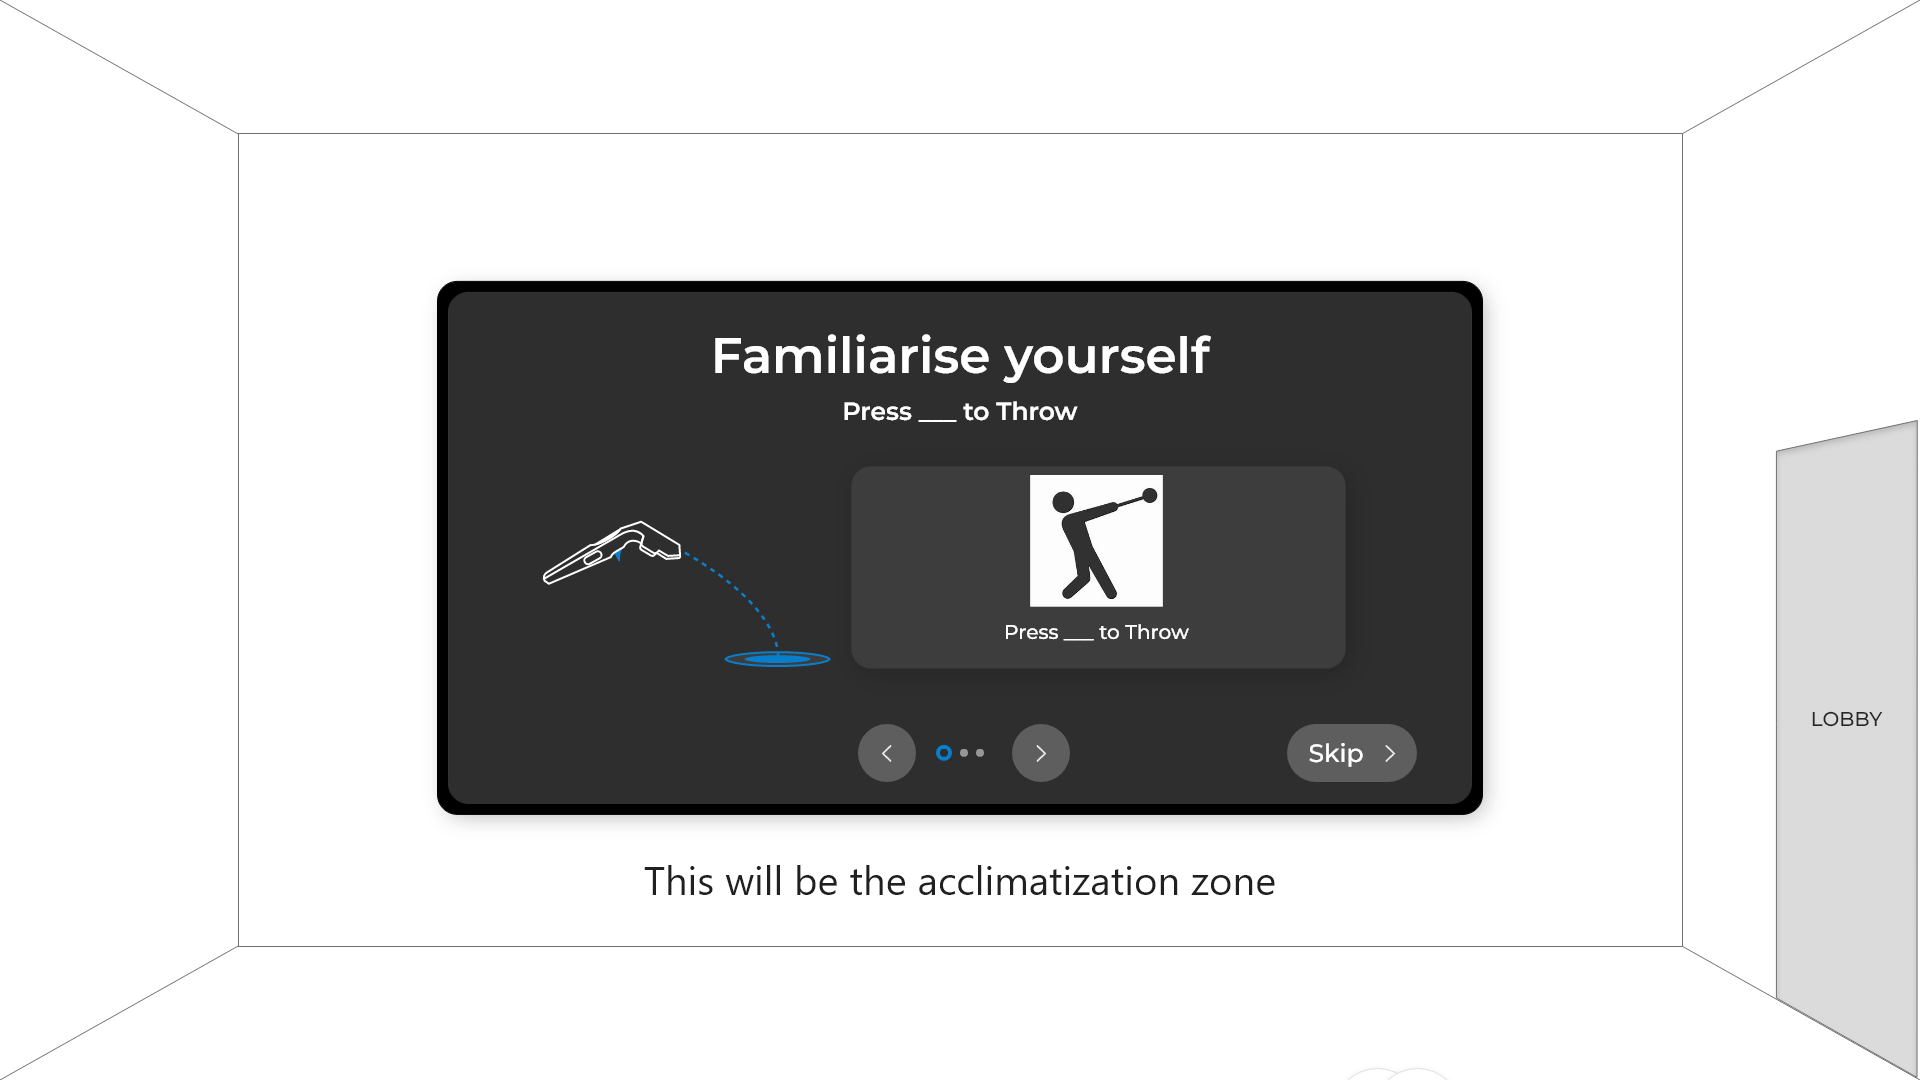 Familiarise yourself
Press ___ to Throw
Press ___ to Throw
Skip
LOBBY
This will be the acclimatization zone